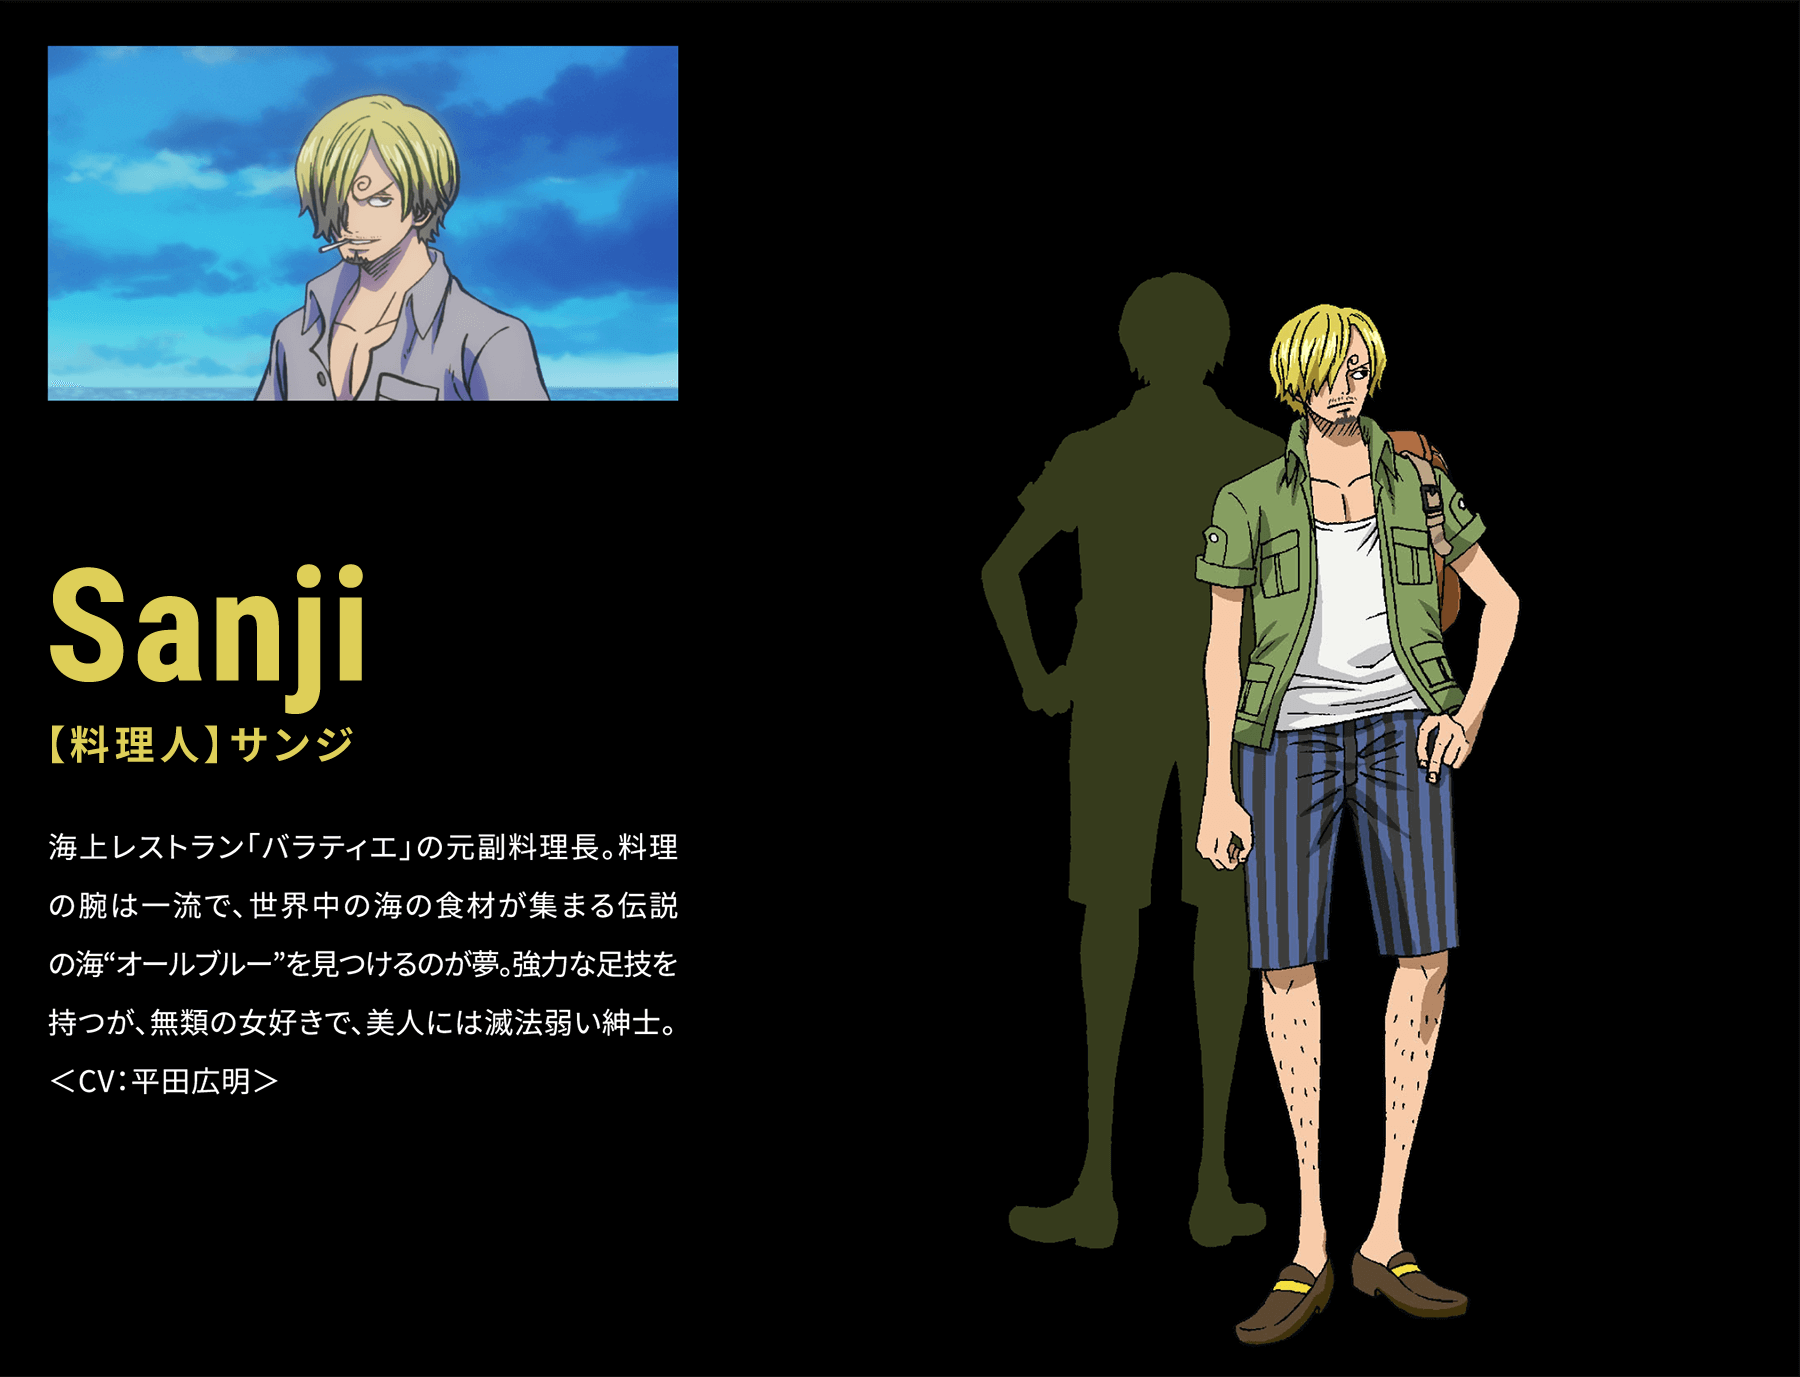 Sanji
【料理人】サンジ
海上レストラン「バラティエ」の元副料理長。料理
の腕は一流で、世界中の海の食材が集まる伝説
の海“オールブルー”を見つけるのが夢。強力な足技を
持つが、無類の女好きで、美人には滅法弱い紳士。
＜CV：平田広明＞